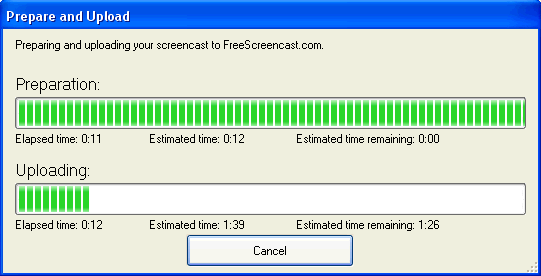 Prepare and Upload
Preparing and uploading your screencast to FreeScreencast.com.
Preparation:
Elapsed time: 0:11 Estimated time: 0:12 Estimated time remaining: 0:00
Uploading:
Elapsed time: 0:12 Estimated time: 1:39 Estimated time remaining: 1:26
Cancel